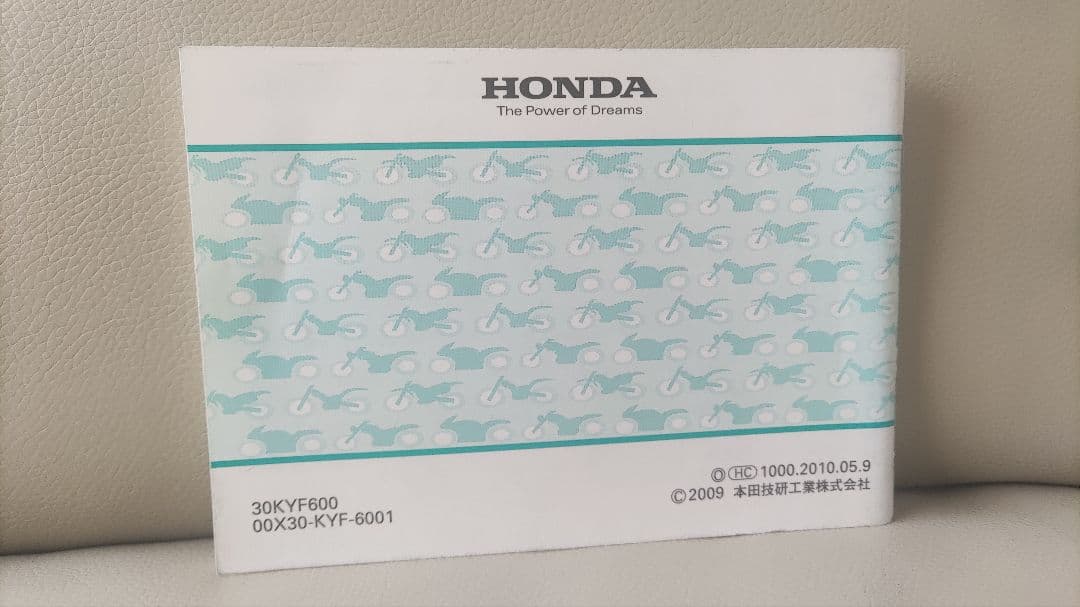 HONDA
The Power of Dreams
30KYF600
00X30-KYF-6001
Ⓞ HC 1000.2010.05.9
©2009 本田技研工業株式会社